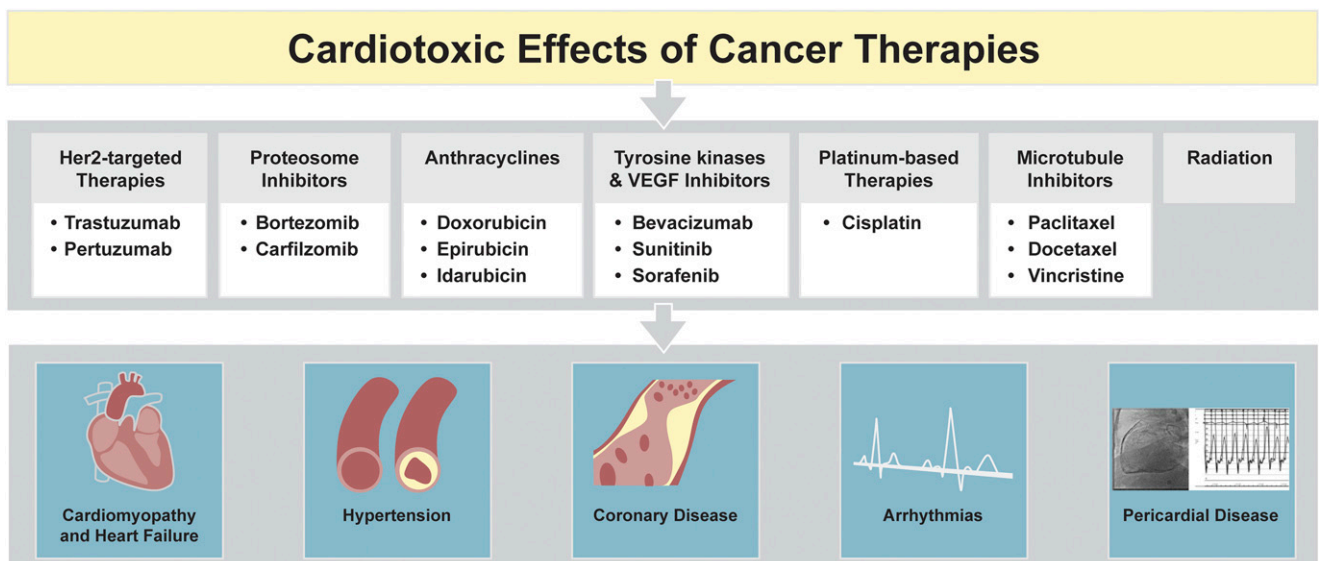 Cardiotoxic Effects of Cancer Therapies
Her2-targeted
Therapies
• Trastuzumab
• Pertuzumab
Proteosome
Inhibitors
• Bortezomib
• Carfilzomib
Anthracyclines
• Doxorubicin
• Epirubicin
• Idarubicin
Tyrosine kinases
& VEGF Inhibitors
• Bevacizumab
• Sunitinib
• Sorafenib
Platinum-based
Therapies
• Cisplatin
Microtubule
Inhibitors
• Paclitaxel
• Docetaxel
• Vincristine
Radiation
Cardiomyopathy
and Heart Failure
Hypertension
Coronary Disease
Arrhythmias
Pericardial Disease